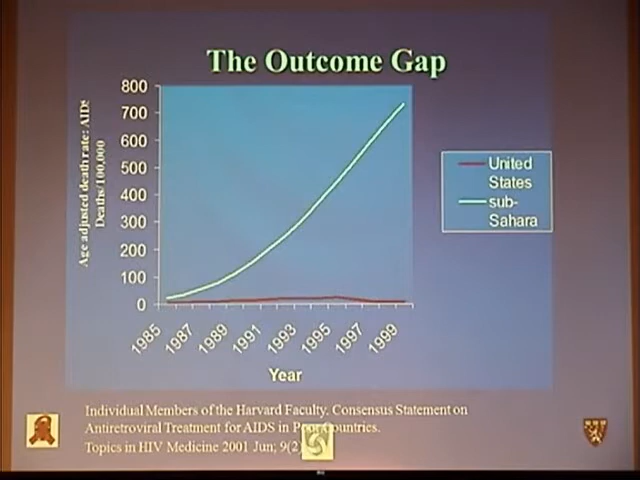 The Outcome Gap
Age adjusted death rate: AIDs
Deaths/100,000
800
700
600
500
400
300
200
100
0
1985
1987
1989
1991
1993
1995
1997
1999
Year
United
States
sub-
Sahara
Individual Members of the Harvard Faculty. Consensus Statement on
Antiretroviral Treatment for AIDS in Poor Countries.
Topics in HIV Medicine 2001 Jun; 9(2)